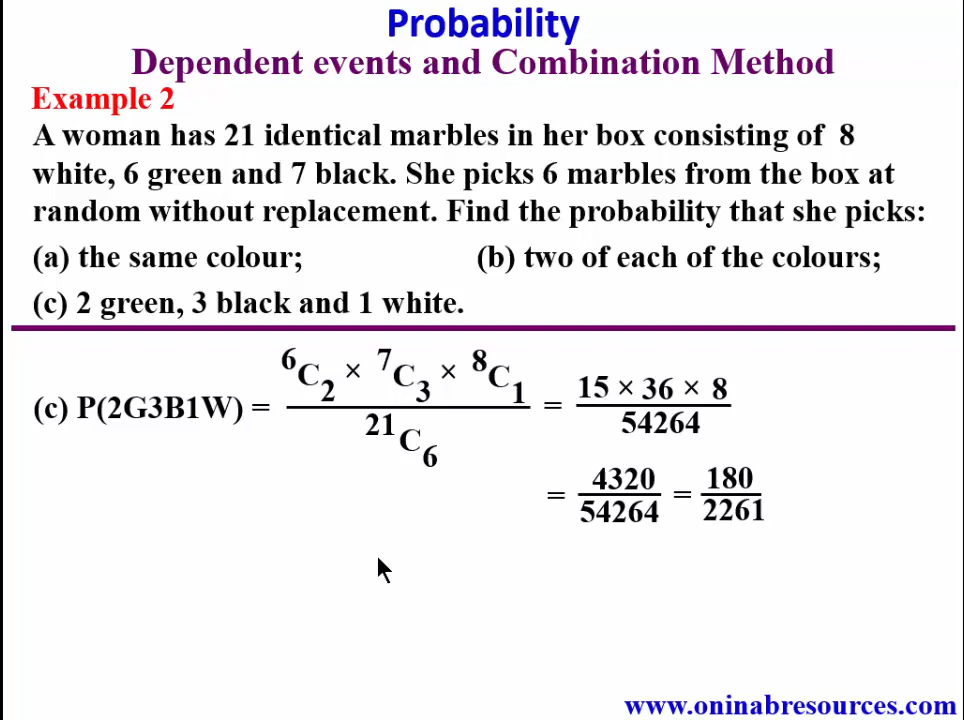 Probability
Dependent events and Combination Method
Example 2
A woman has 21 identical marbles in her box consisting of 8
white, 6 green and 7 black. She picks 6 marbles from the box at
random without replacement. Find the probability that she picks:
(a) the same colour; (b) two of each of the colours;
(c) 2 green, 3 black and 1 white.
(c) P(2G3B1W) = (⁶C₂ × ⁷C₃ × ⁸C₁) / ²¹C₆ = (15 × 36 × 8) / 54264
= 4320 / 54264 = 180 / 2261
www.oninabresources.com